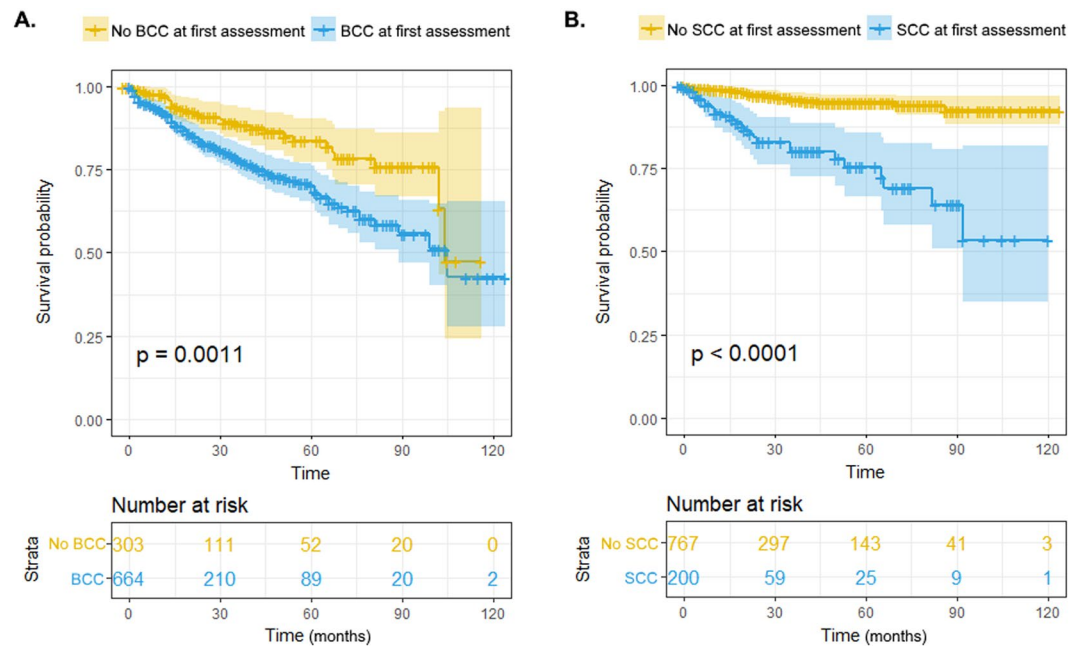 A.
No BCC at first assessment BCC at first assessment
Survival probability
1.00
0.75
0.50
0.25
0.00
p = 0.0011
0 30 60 90 120
Time
Number at risk
Strata
No BCC 303 111 52 20 0
BCC 664 210 89 20 2
0 30 60 90 120
Time (months)
B.
No SCC at first assessment SCC at first assessment
Survival probability
1.00
0.75
0.50
0.25
0.00
p < 0.0001
0 30 60 90 120
Time
Number at risk
Strata
No SCC 767 297 143 41 3
SCC 200 59 25 9 1
0 30 60 90 120
Time (months)